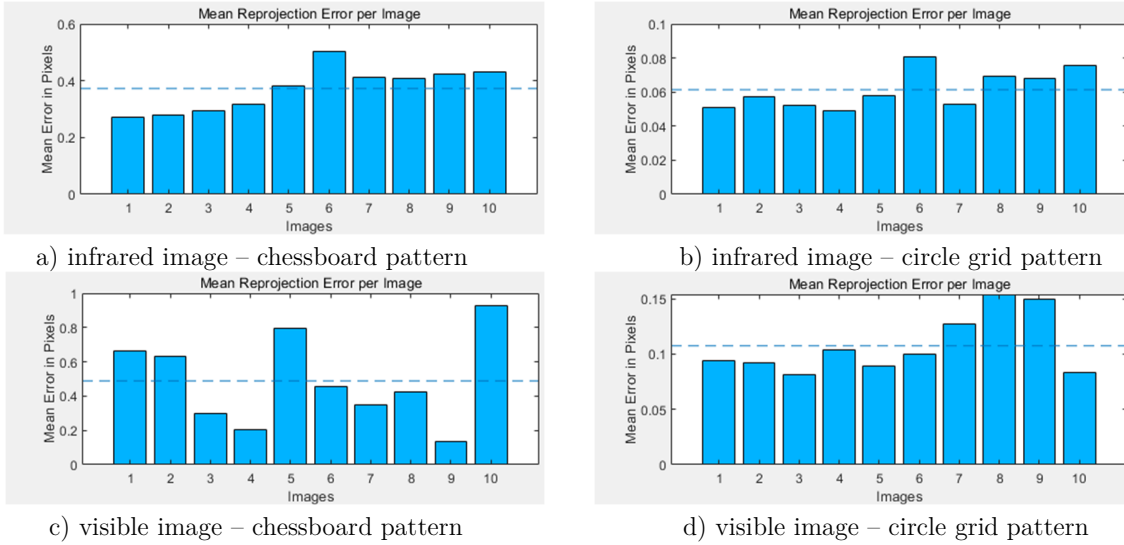 Mean Reprojection Error per Image
0.6
0.4
0.2
0
Mean Error in Pixels
1 2 3 4 5 6 7 8 9 10
Images
a) infrared image – chessboard pattern
Mean Reprojection Error per Image
0.1
0.08
0.06
0.04
0.02
0
Mean Error in Pixels
1 2 3 4 5 6 7 8 9 10
Images
b) infrared image – circle grid pattern
Mean Reprojection Error per Image
1
0.8
0.6
0.4
0.2
0
Mean Error in Pixels
1 2 3 4 5 6 7 8 9 10
Images
c) visible image – chessboard pattern
Mean Reprojection Error per Image
0.15
0.1
0.05
0
Mean Error in Pixels
1 2 3 4 5 6 7 8 9 10
Images
d) visible image – circle grid pattern